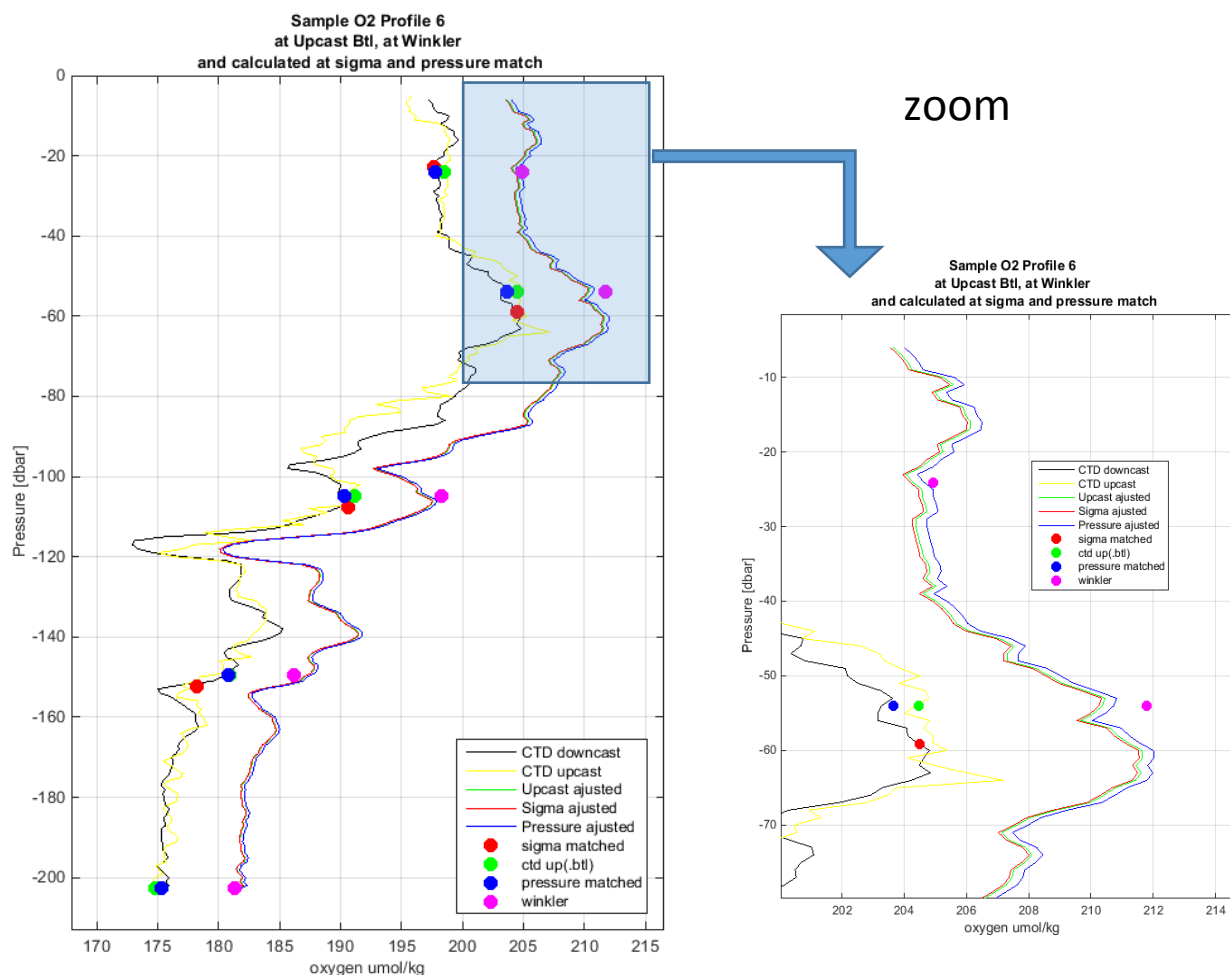 Sample O2 Profile 6
at Upcast Btl, at Winkler
and calculated at sigma and pressure match
0
-20
-40
-60
-80
-100
-120
-140
-160
-180
-200
Pressure [dbar]
170
175
180
185
190
195
200
205
210
215
oxygen umol/kg
CTD downcast
CTD upcast
Upcast ajusted
Sigma ajusted
Pressure ajusted
sigma matched
ctd up(.btl)
pressure matched
winkler
zoom
Sample O2 Profile 6
at Upcast Btl, at Winkler
and calculated at sigma and pressure match
-10
-20
-30
-40
-50
-60
-70
Pressure [dbar]
202
204
206
208
210
212
214
oxygen umol/kg
CTD downcast
CTD upcast
Upcast ajusted
Sigma ajusted
Pressure ajusted
sigma matched
ctd up(.btl)
pressure matched
winkler